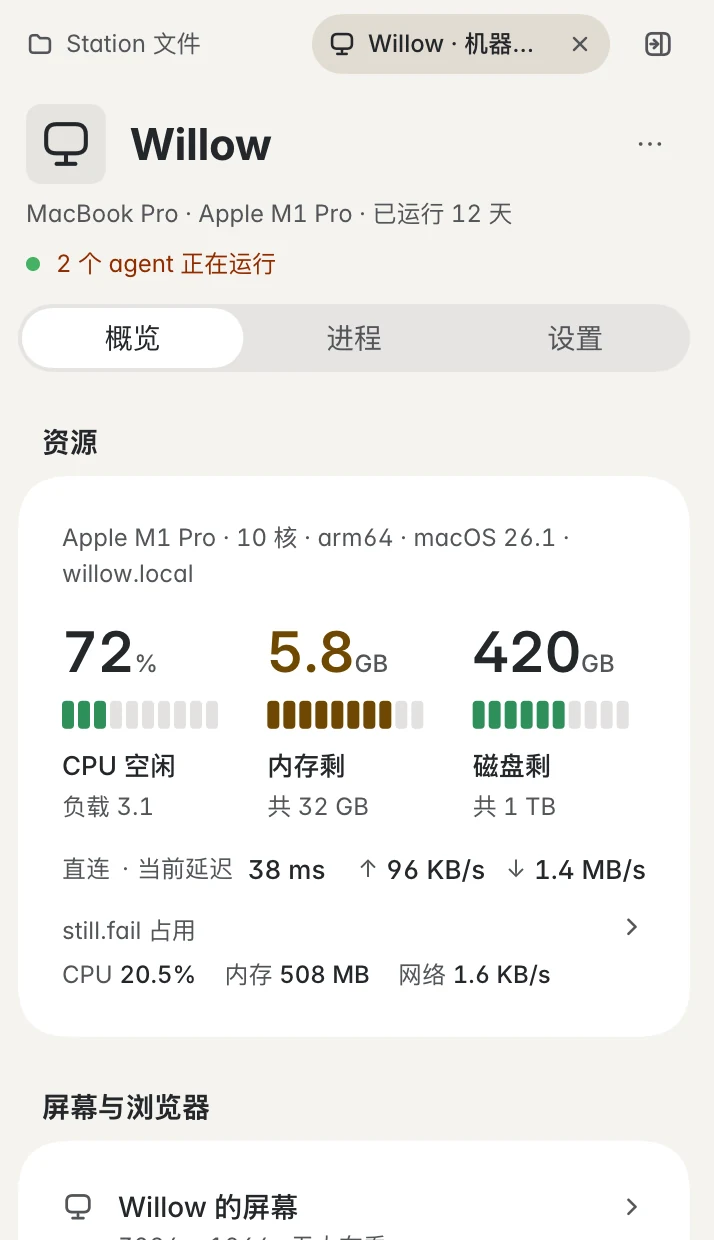 Station 文件
Willow · 机器...
Willow
MacBook Pro · Apple M1 Pro · 已运行 12 天
2 个 agent 正在运行
概览 进程 设置
资源
Apple M1 Pro · 10 核 · arm64 · macOS 26.1 ·
willow.local
72% 5.8GB 420GB
CPU 空闲 内存剩 磁盘剩
负载 3.1 共 32 GB 共 1 TB
直连 · 当前延迟 38 ms ↑ 96 KB/s ↓ 1.4 MB/s
still.fail 占用
CPU 20.5% 内存 508 MB 网络 1.6 KB/s
屏幕与浏览器
Willow 的屏幕